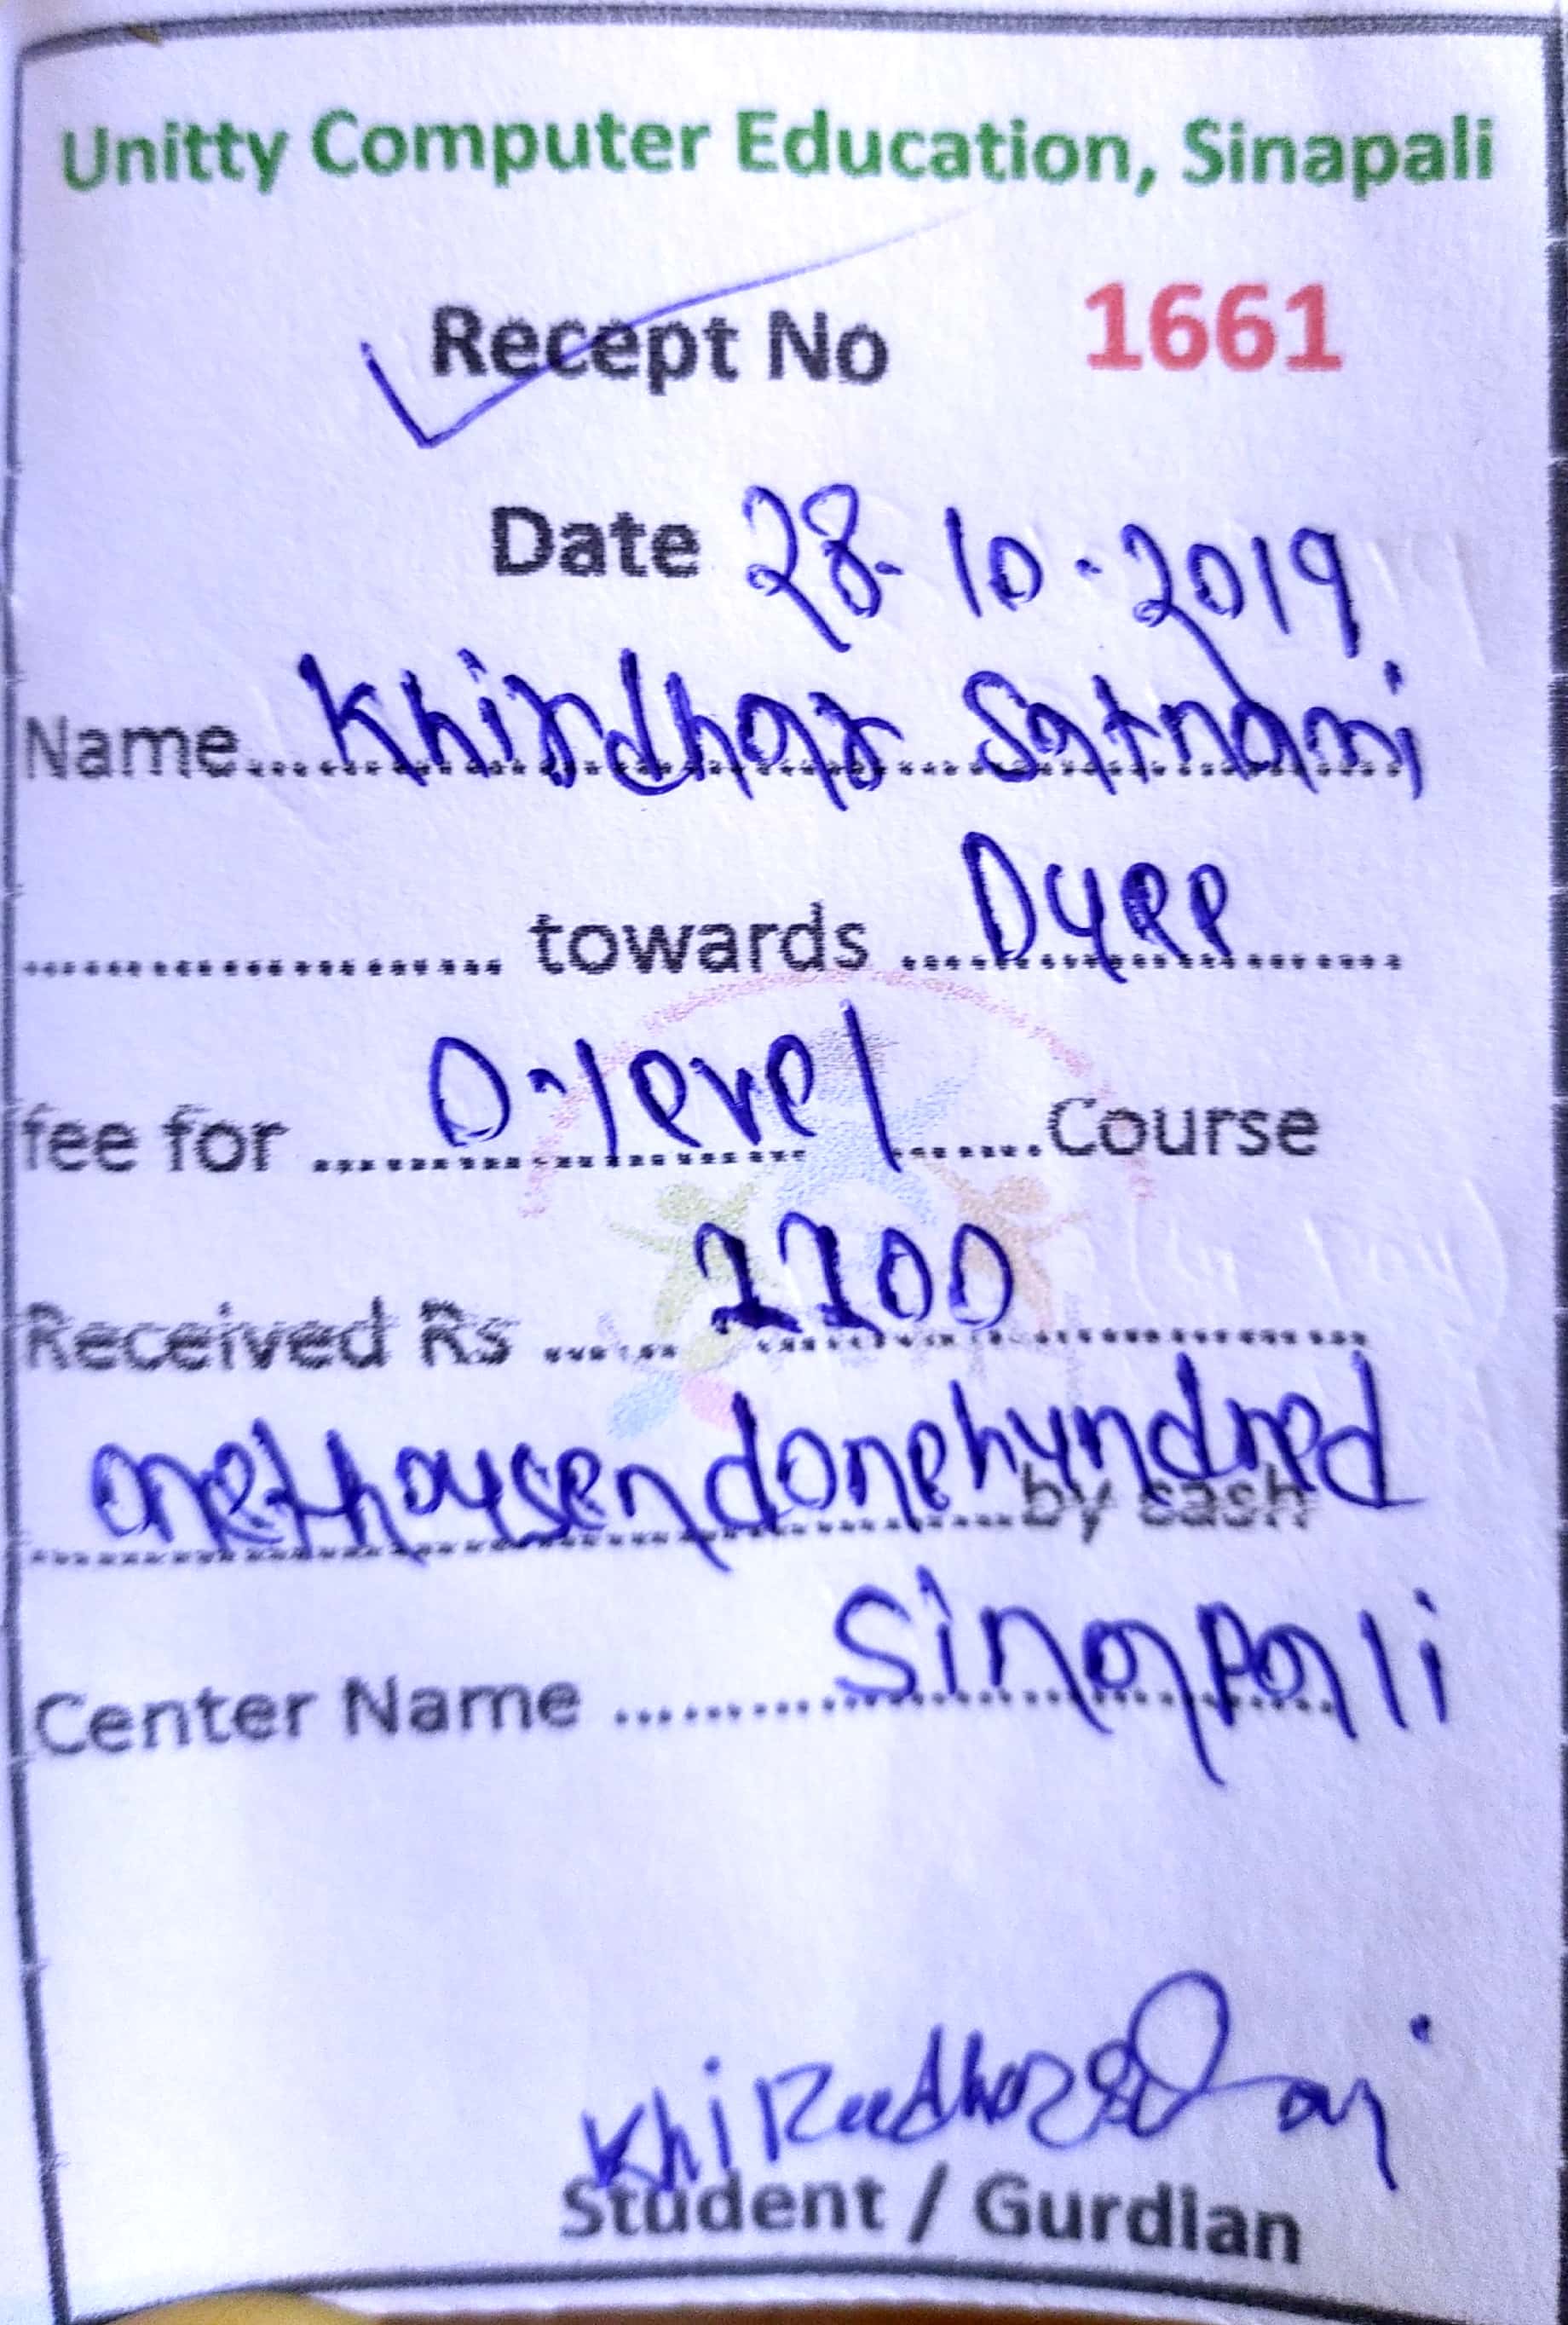 Unitty Computer Education, Sinapali
Recept No 1661
Date 28-10-2019
Name Khirdhar Satnami
towards Dyee
fee for O-level Course
Received Rs 1100
onethousendonehundred by cash
Center Name Sinapali
Student / Gurdian